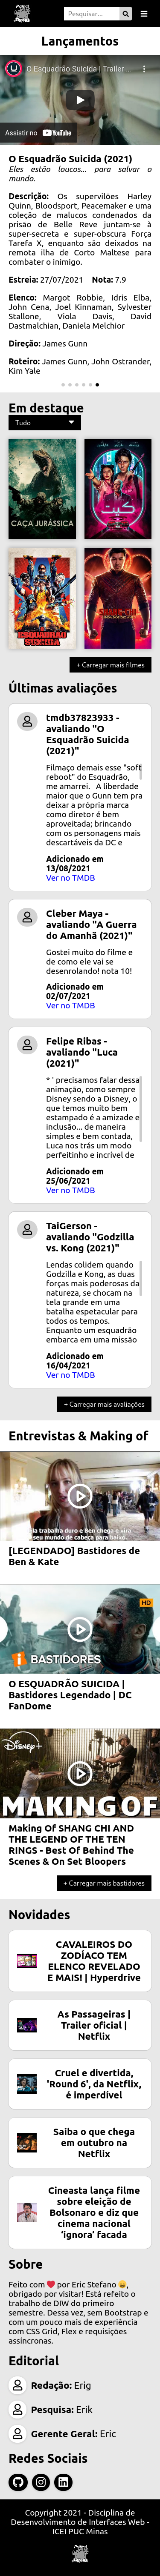 Pesquisar...
Lançamentos
O Esquadrão Suicida | Trailer ...
Assistir no YouTube
O Esquadrão Suicida (2021)
Eles estão loucos... para salvar o
mundo.
Descrição: Os supervilões Harley
Quinn, Bloodsport, Peacemaker e uma
coleção de malucos condenados da
prisão de Belle Reve juntam-se à
super-secreta e super-obscura Força
Tarefa X, enquanto são deixados na
remota ilha de Corto Maltese para
combater o inimigo.
Estreia: 27/07/2021 Nota: 7.9
Elenco: Margot Robbie, Idris Elba,
John Cena, Joel Kinnaman, Sylvester
Stallone, Viola Davis, David
Dastmalchian, Daniela Melchior
Direção: James Gunn
Roteiro: James Gunn, John Ostrander,
Kim Yale
Em destaque
Tudo
CAÇA JURÁSSICA
ESQUADRÃO
SUICIDA
+ Carregar mais filmes
Últimas avaliações
tmdb37823933 -
avaliando "O
Esquadrão Suicida
(2021)"
Filmaço demais esse "soft
reboot" do Esquadrão,
me amarrei. A liberdade
maior que o Gunn tem pra
deixar a própria marca
como diretor é bem
aproveitada; brincando
com os personagens mais
descartáveis da DC e
Adicionado em
13/08/2021
Ver no TMDB
Cleber Maya -
avaliando "A Guerra
do Amanhã (2021)"
Gostei muito do filme e
de como ele vai se
desenrolando! nota 10!
Adicionado em
02/07/2021
Ver no TMDB
Felipe Ribas -
avaliando "Luca
(2021)"
* ' precisamas falar dessa
animação, como sempre
Disney sendo a Disney, o
que temos muito bem
estampado é a amizade e
inclusão... de maneira
simples e bem contada,
Luca nos trás um modo
perfeitinho e incrível de
Adicionado em
25/06/2021
Ver no TMDB
TaiGerson -
avaliando "Godzilla
vs. Kong (2021)"
Lendas colidem quando
Godzilla e Kong, as duas
forças mais poderosas da
natureza, se chocam na
tela grande em uma
batalha espetacular para
todos os tempos.
Enquanto um esquadrão
embarca em uma missão
Adicionado em
16/04/2021
Ver no TMDB
+ Carregar mais avaliações
Entrevistas & Making of
[LEGENDADO] Bastidores de
Ben & Kate
HD
BASTIDORES
O ESQUADRÃO SUICIDA |
Bastidores Legendado | DC
FanDome
Disney+
MAKING OF
Making Of SHANG CHI AND
THE LEGEND OF THE TEN
RINGS - Best Of Behind The
Scenes & On Set Bloopers
+ Carregar mais bastidores
Novidades
CAVALEIROS DO
ZODÍACO TEM
ELENCO REVELADO
E MAIS! | Hyperdrive
As Passageiras |
Trailer oficial |
Netflix
Cruel e divertida,
'Round 6', da Netflix,
é imperdível
Saiba o que chega
em outubro na
Netflix
Cineasta lança filme
sobre eleição de
Bolsonaro e diz que
cinema nacional
‘ignora’ facada
Sobre
Feito com ❤️ por Eric Stefano 😄,
obrigado por visitar! Está refeito o
trabalho de DIW do primeiro
semestre. Dessa vez, sem Bootstrap e
com um pouco mais de experiência
com CSS Grid, Flex e requisições
assíncronas.
Editorial
Redação: Erig
Pesquisa: Erik
Gerente Geral: Eric
Redes Sociais
Copyright 2021 - Disciplina de
Desenvolvimento de Interfaces Web -
ICEI PUC Minas